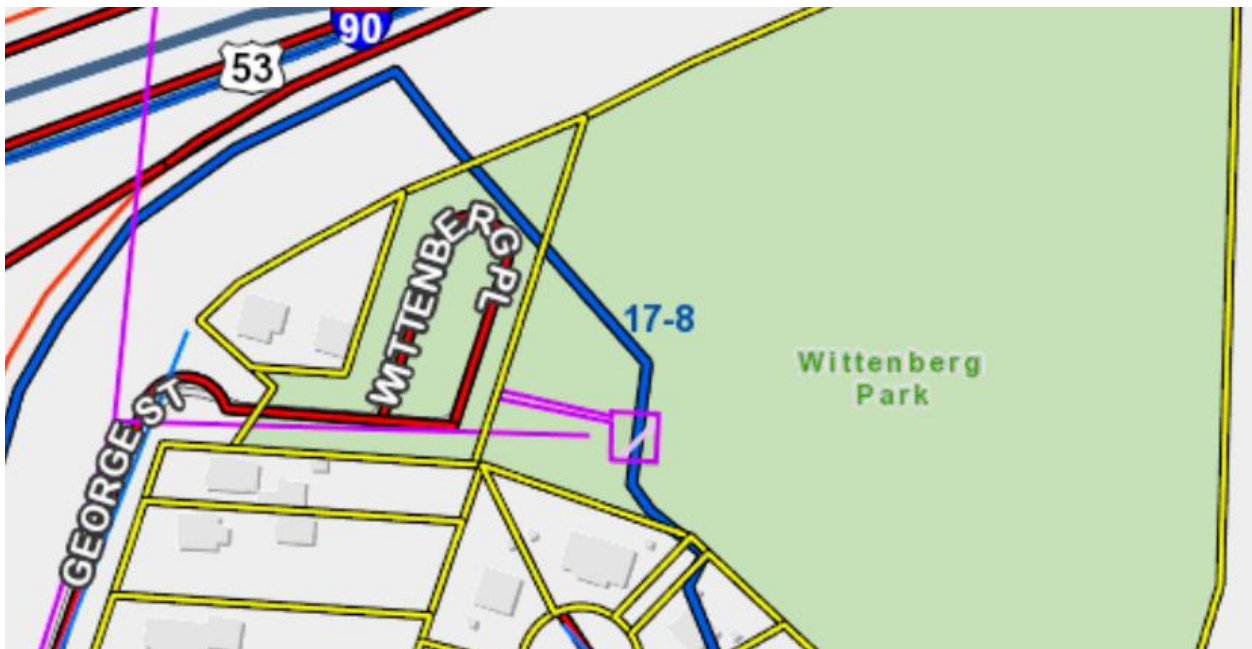 90
53
WITTENBERG PL
17-8
Wittenberg
Park
GEORGE ST